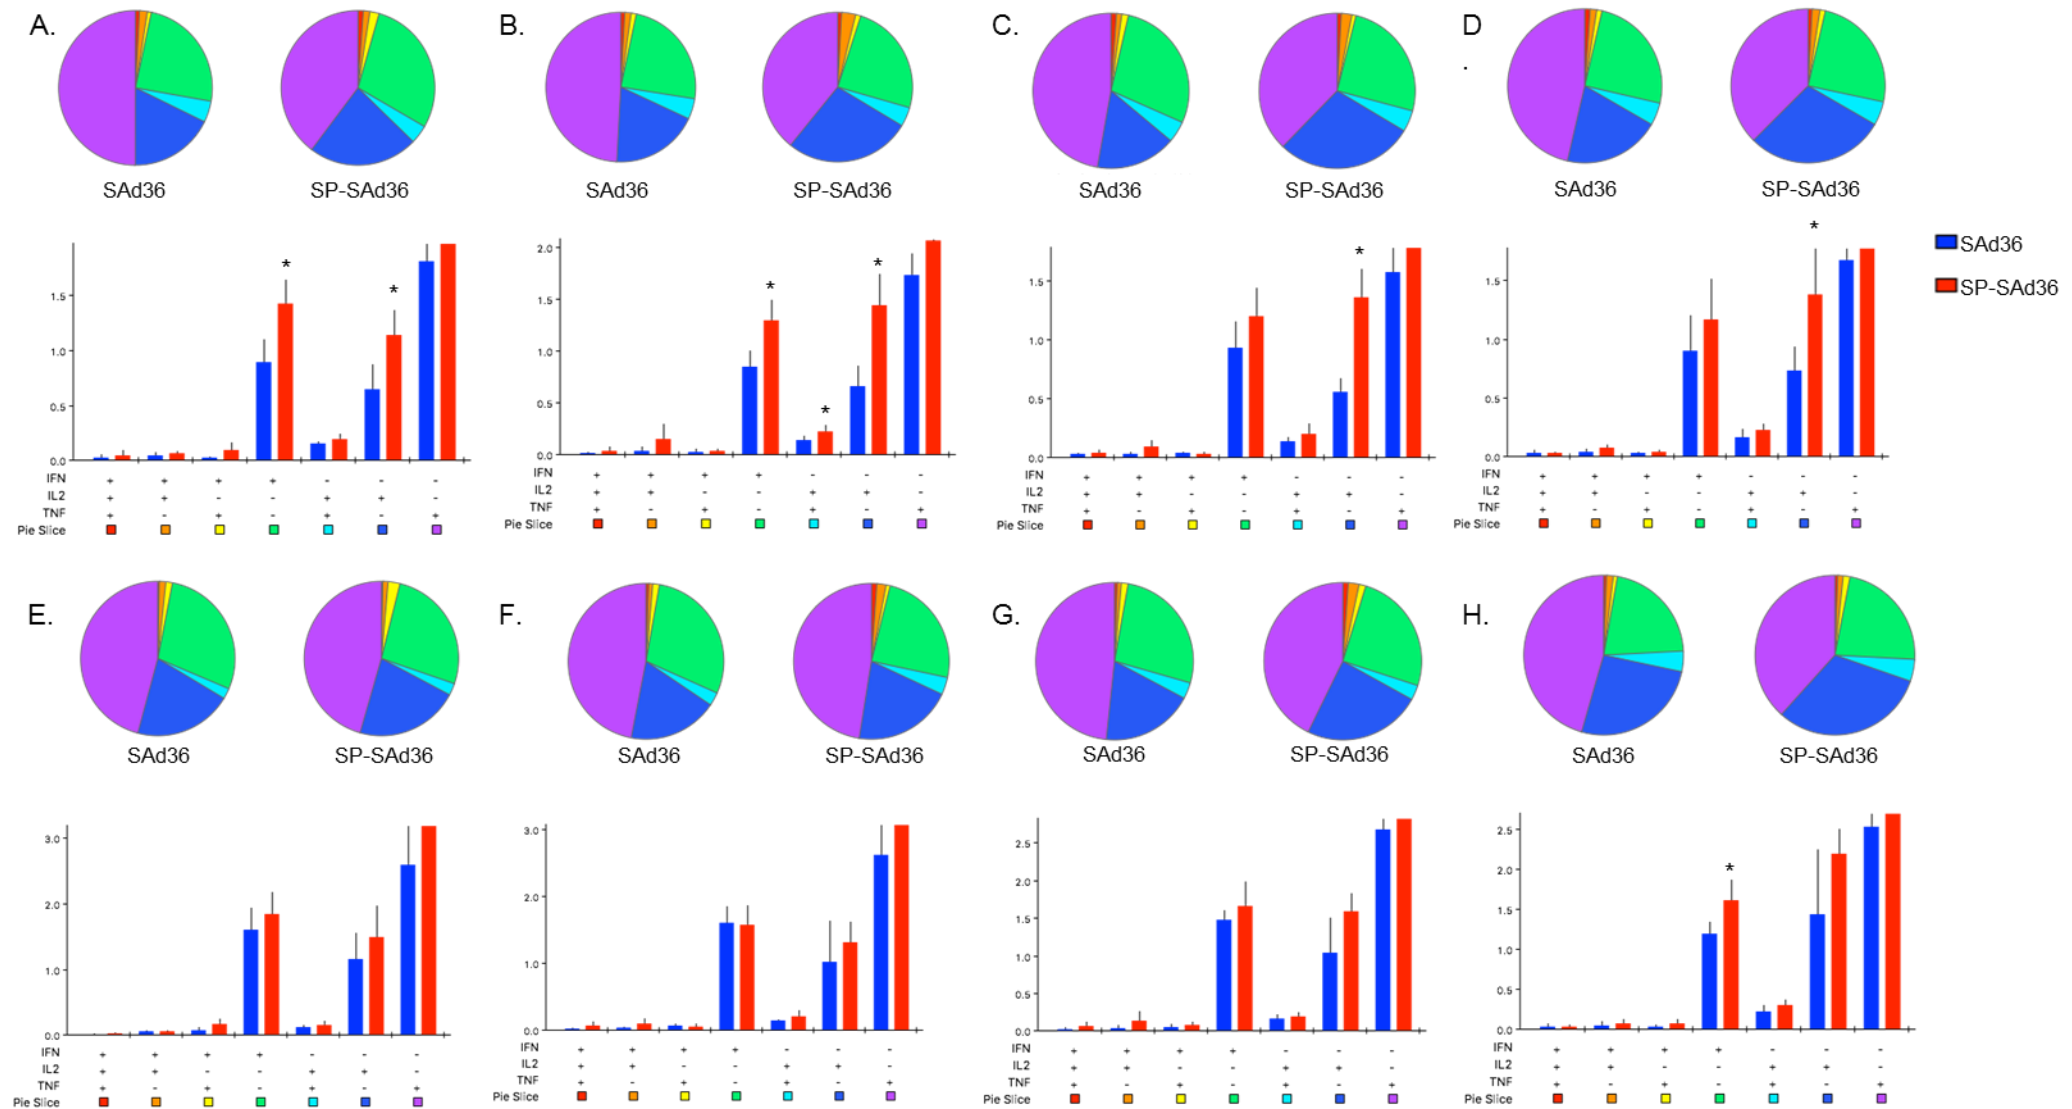 A.
SAd36
SP-SAd36
* *
1.5
1.0
0.5
0.0
IFN + + + + - - -
IL2 + + - - + + -
TNF + - + - + - +
Pie Slice
B.
SAd36
SP-SAd36
2.0
1.5
1.0
0.5
0.0
* * *
IFN + + + + - - -
IL2 + + - - + + -
TNF + - + - + - +
Pie Slice
C.
SAd36
SP-SAd36
*
1.5
1.0
0.5
0.0
IFN + + + + - - -
IL2 + + - - + + -
TNF + - + - + - +
Pie Slice
D
.
SAd36
SP-SAd36
*
1.5
1.0
0.5
0.0
IFN + + + + - - -
IL2 + + - - + + -
TNF + - + - + - +
Pie Slice
SAd36
SP-SAd36
E.
SAd36
SP-SAd36
3.0
2.0
1.0
0.0
IFN + + + + - - -
IL2 + + - - + + -
TNF + - + - + - +
Pie Slice
F.
SAd36
SP-SAd36
3.0
2.0
1.0
0.0
IFN + + + + - - -
IL2 + + - - + + -
TNF + - + - + - +
Pie Slice
G.
SAd36
SP-SAd36
2.5
2.0
1.5
1.0
0.5
0.0
IFN + + + + - - -
IL2 + + - - + + -
TNF + - + - + - +
Pie Slice
H.
SAd36
SP-SAd36
2.5
2.0
1.5
1.0
0.5
0.0
*
IFN + + + + - - -
IL2 + + - - + + -
TNF + - + - + - +
Pie Slice